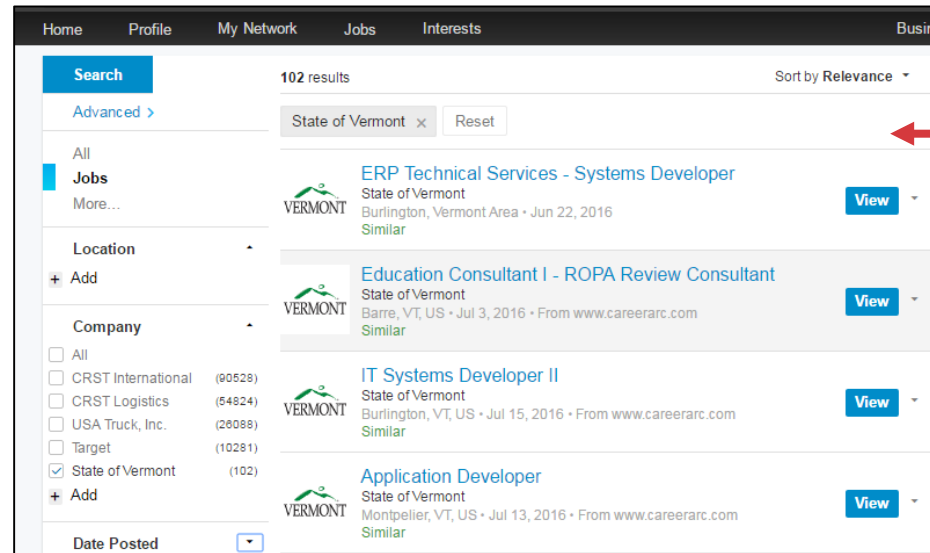 Home Profile My Network Jobs Interests
Search
Advanced >
All
Jobs
More...
Location
+ Add
Company
All
CRST International (90528)
CRST Logistics (54824)
USA Truck, Inc. (26088)
Target (10281)
State of Vermont (102)
+ Add
Date Posted
102 results Sort by Relevance
State of Vermont × Reset
VERMONT
ERP Technical Services - Systems Developer
State of Vermont
Burlington, Vermont Area • Jun 22, 2016
Similar
View
VERMONT
Education Consultant I - ROPA Review Consultant
State of Vermont
Barre, VT, US • Jul 3, 2016 • From www.careerarc.com
Similar
View
VERMONT
IT Systems Developer II
State of Vermont
Burlington, VT, US • Jul 15, 2016 • From www.careerarc.com
Similar
View
VERMONT
Application Developer
State of Vermont
Montpelier, VT, US • Jul 13, 2016 • From www.careerarc.com
Similar
View